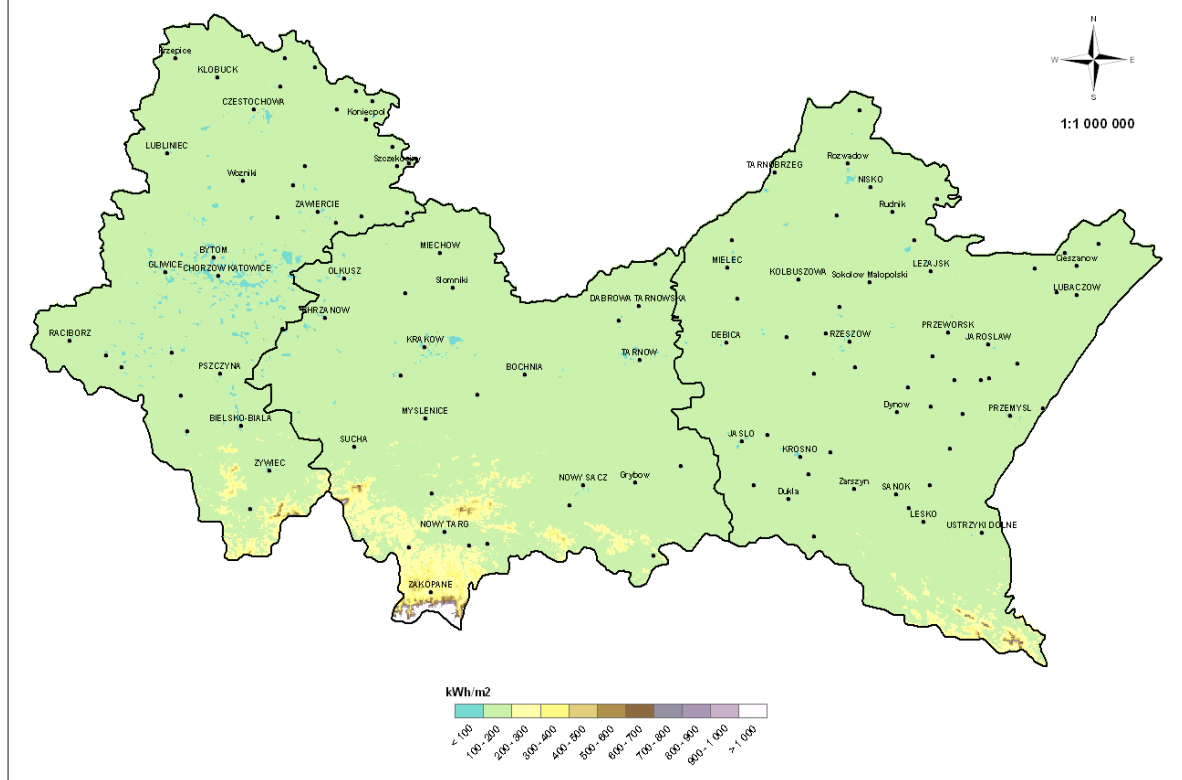 N
W E
S
1:1 000 000
Krzepice
KLOBUCK
CZESTOCHOWA
Koniecpol
LUBLINIEC
Szczekociny
Wozniki
ZAWIERCIE
BYTOM
GLIWICE
CHORZOW KATOWICE
RACIBORZ
PSZCZYNA
BIELSKO-BIALA
ZYWIEC
MIECHOW
OLKUSZ
Slomniki
CHRZANOW
DABROWA TARNOWSKA
KRAKOW
TARNOW
BOCHNIA
MYSLENICE
SUCHA
NOWY SACZ
Grybow
NOWY TARG
ZAKOPANE
TARNOBRZEG
Rozwadow
NISKO
Rudnik
MIELEC
KOLBUSZOWA
Sokolow Malopolski
LEZAJSK
Cieszanow
LUBACZOW
DEBICA
RZESZOW
PRZEWORSK
JAROSLAW
Dynow
PRZEMYSL
JASLO
KROSNO
Dukla
Zarszyn
SANOK
LESKO
USTRZYKI DOLNE
kWh/m2
< 100
100 - 200
200 - 300
300 - 400
400 - 500
500 - 600
600 - 700
700 - 800
800 - 900
900 - 1 000
> 1 000